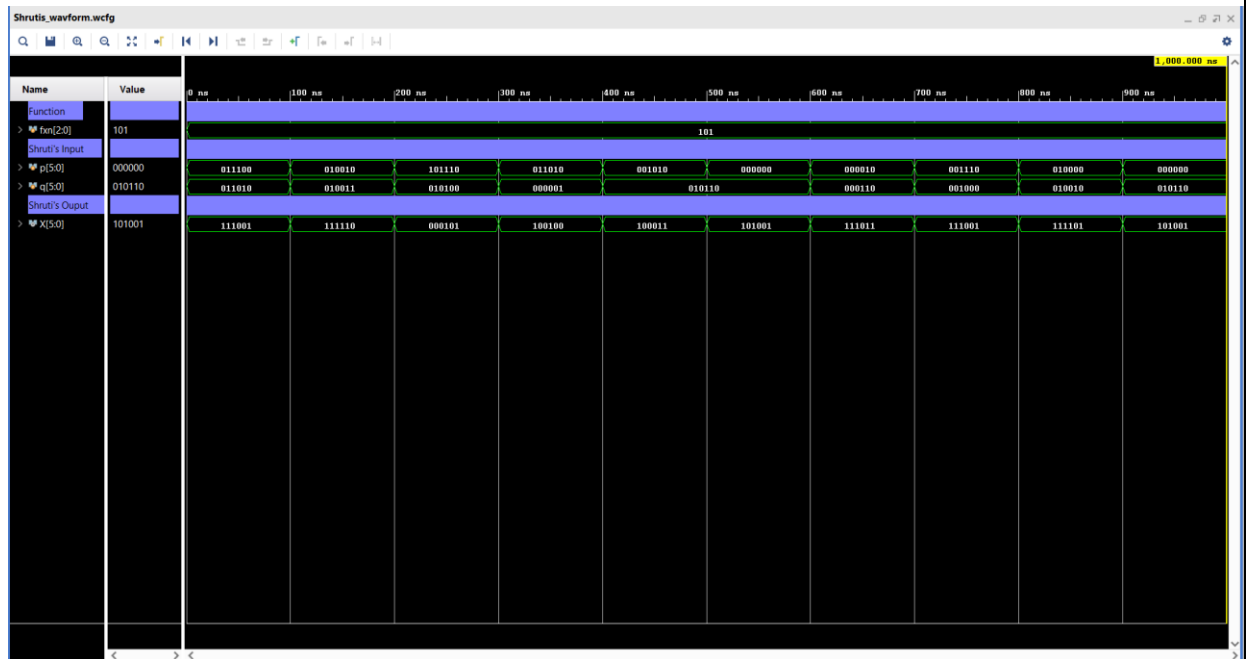 Shrutis_wavform.wcfg
1,000.000 ns
Name Value 0 ns 100 ns 200 ns 300 ns 400 ns 500 ns 600 ns 700 ns 800 ns 900 ns
Function
fxn[2:0] 101 101
Shruti's Input
p[5:0] 000000 011100 010010 101110 011010 001010 000000 000010 001110 010000 000000
q[5:0] 010110 011010 010011 010100 000001 010110 000110 001000 010010 010110
Shruti's Ouput
X[5:0] 101001 111001 111110 000101 100100 100011 101001 111011 111001 111101 101001